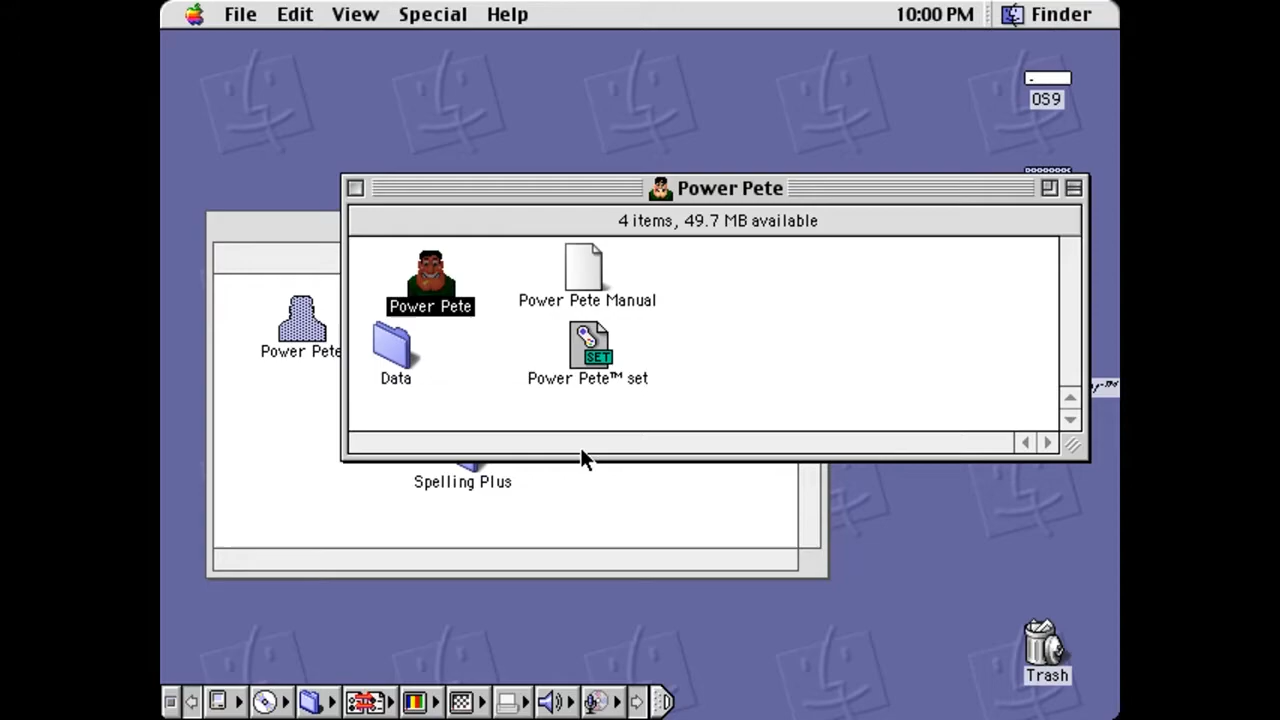 File Edit View Special Help 10:00 PM Finder
OS9
Power Pete
4 items, 49.7 MB available
Power Pete
Power Pete Manual
Power Pete
Data
SET
Power Pete™ set
Spelling Plus
Trash